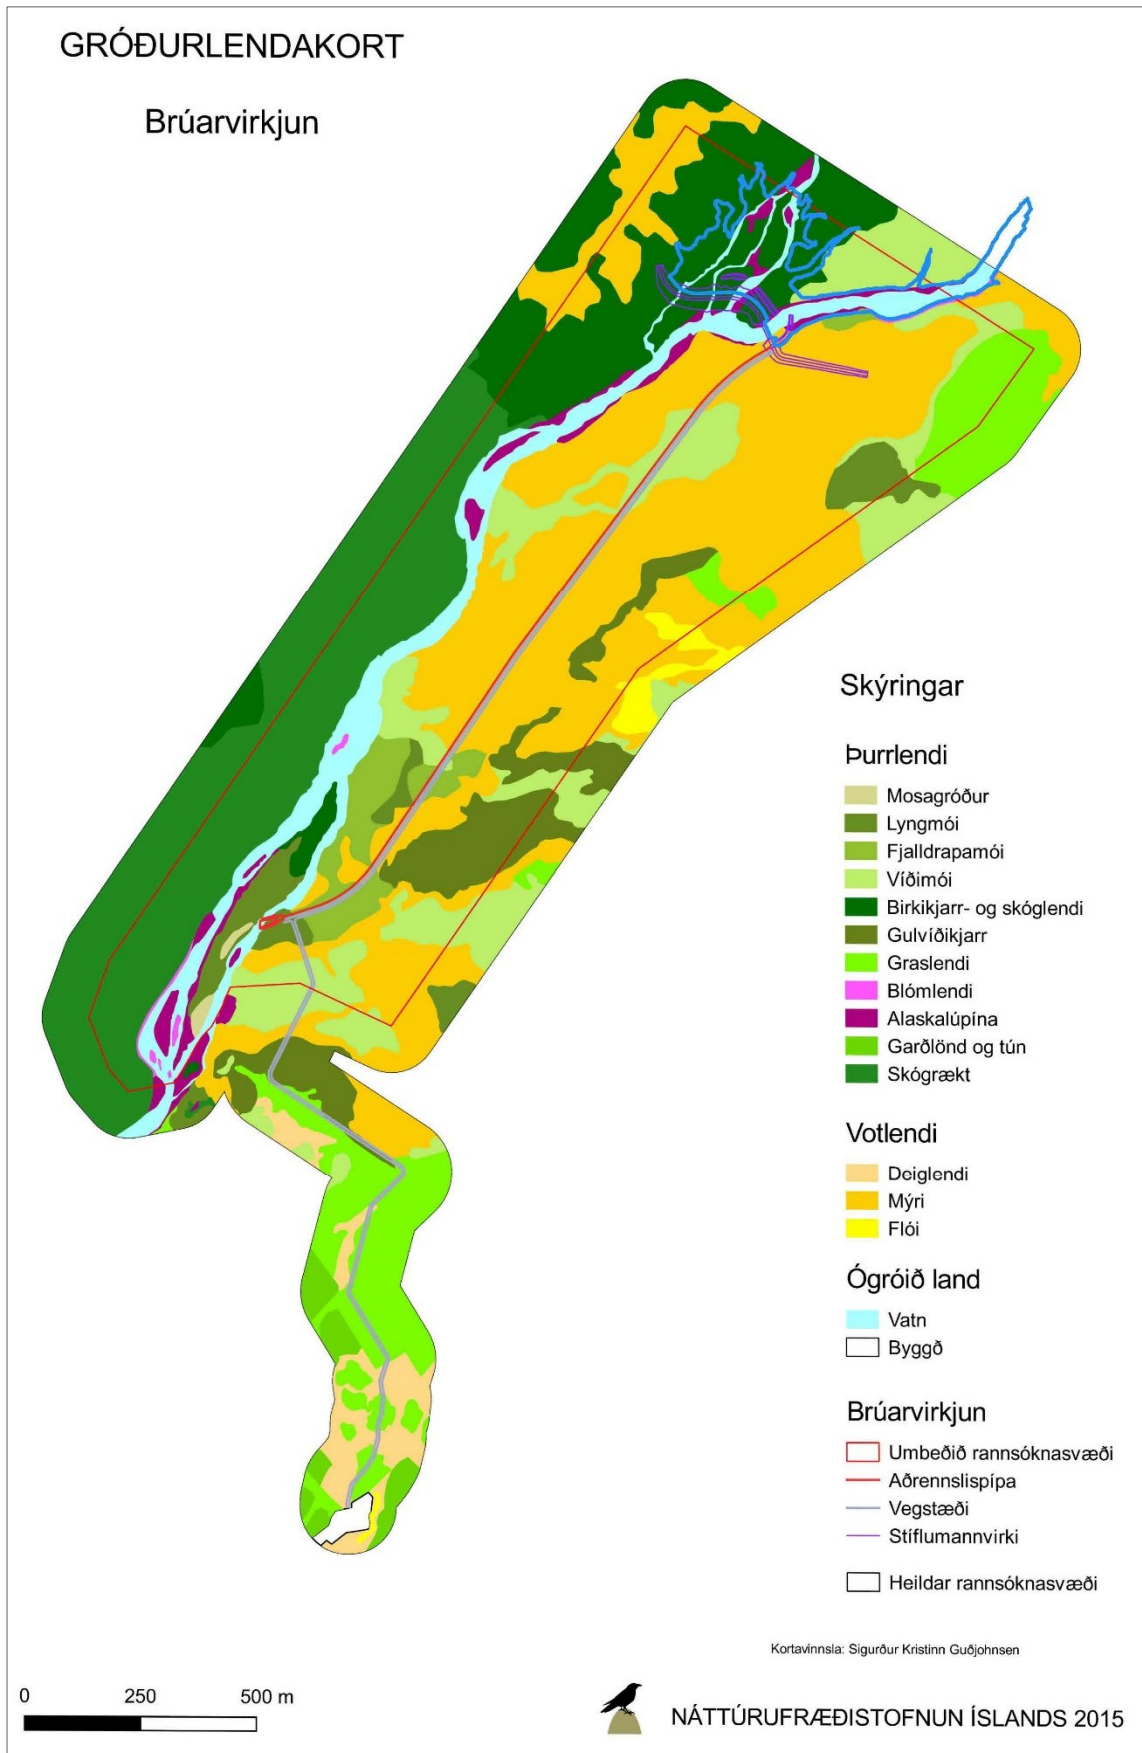 GRÓÐURLENDAKORT
Brúarvirkjun
Skýringar
Þurrlendi
Mosagróður
Lyngmói
Fjalldrapamói
Víðimói
Birkikjarr- og skóglendi
Gulvíðikjarr
Graslendi
Blómlendi
Alaskalúpína
Garðlönd og tún
Skógrækt
Votlendi
Deiglendi
Mýri
Flói
Ógróið land
Vatn
Byggð
Brúarvirkjun
Umbeðið rannsóknasvæði
Aðrennslispípa
Vegstæði
Stíflumannvirki
Heildar rannsóknasvæði
Kortavinnsla: Sigurður Kristinn Guðjohnsen
0 250 500 m
NÁTTÚRUFRÆÐISTOFNUN ÍSLANDS 2015